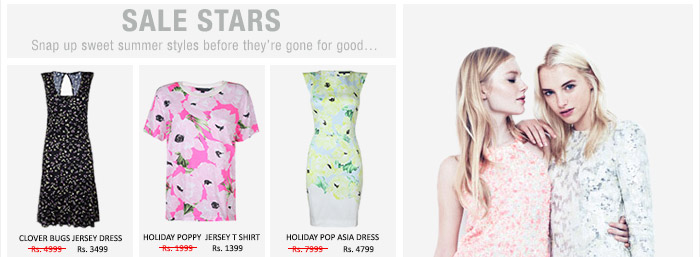 SALE STARS
Snap up sweet summer styles before they're gone for good...
CLOVER BUGS JERSEY DRESS
Rs. 4999 Rs. 3499
HOLIDAY POPPY JERSEY T SHIRT
Rs. 1999 Rs. 1399
HOLIDAY POP ASIA DRESS
Rs. 7999 Rs. 4799